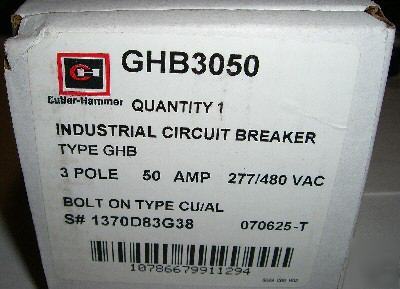 GHB3050
Cutler-Hammer
QUANTITY 1
INDUSTRIAL CIRCUIT BREAKER
TYPE GHB
3 POLE 50 AMP 277/480 VAC
BOLT ON TYPE CU/AL
S# 1370D83G38 070625-T
10786679911294